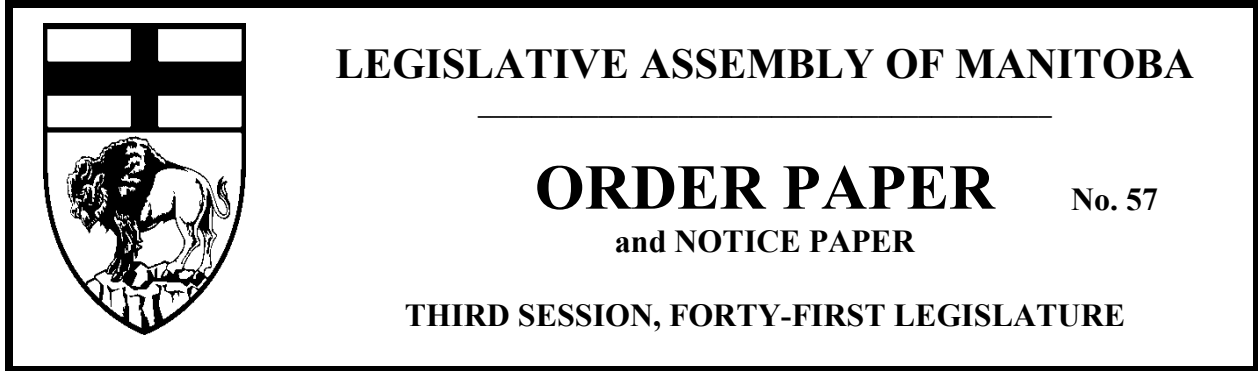 LEGISLATIVE ASSEMBLY OF MANITOBA
ORDER PAPER No. 57
and NOTICE PAPER
THIRD SESSION, FORTY-FIRST LEGISLATURE